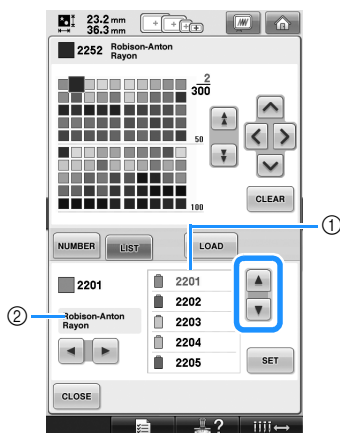 23.2 mm
36.3 mm
2252 Robison-Anton
Rayon
2
300
50
100
CLEAR
NUMBER
LIST
LOAD
1
2201
2201
2202
2203
2204
2205
2
Robison-Anton
Rayon
SET
CLOSE
?